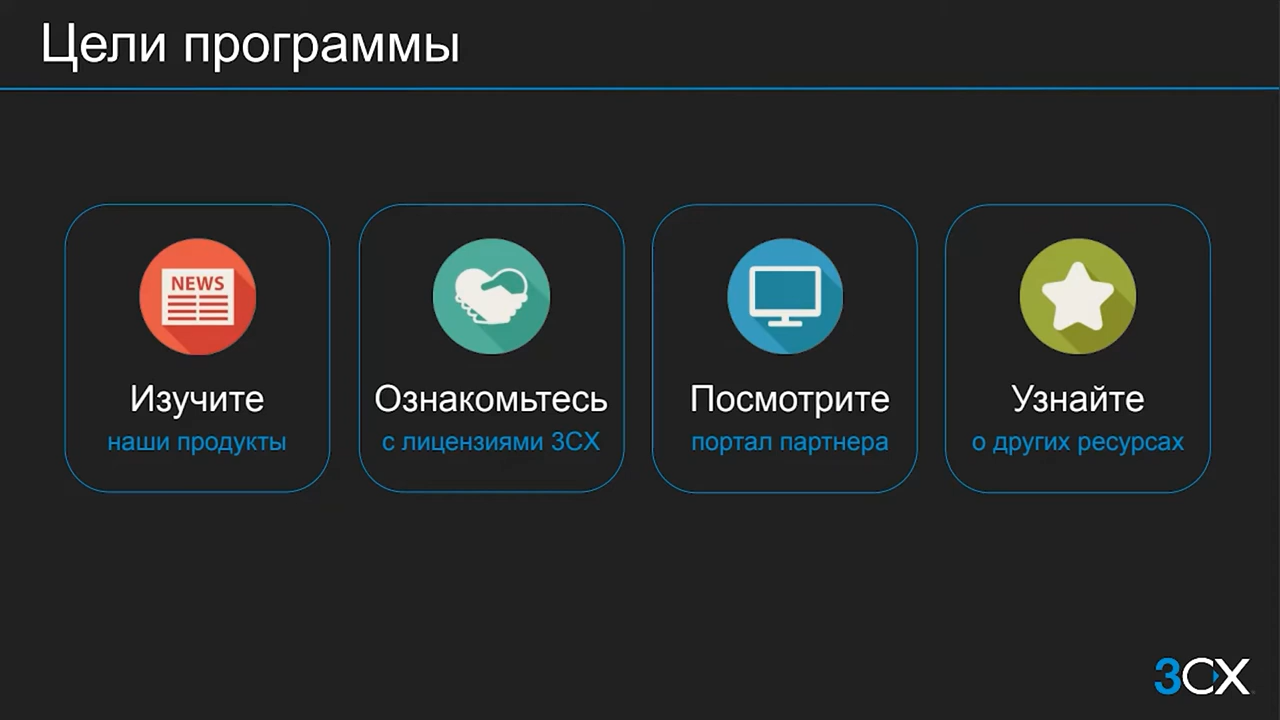 Цели программы
NEWS
Изучите
наши продукты
Ознакомьтесь
с лицензиями 3CX
Посмотрите
портал партнера
Узнайте
о других ресурсах
3CX